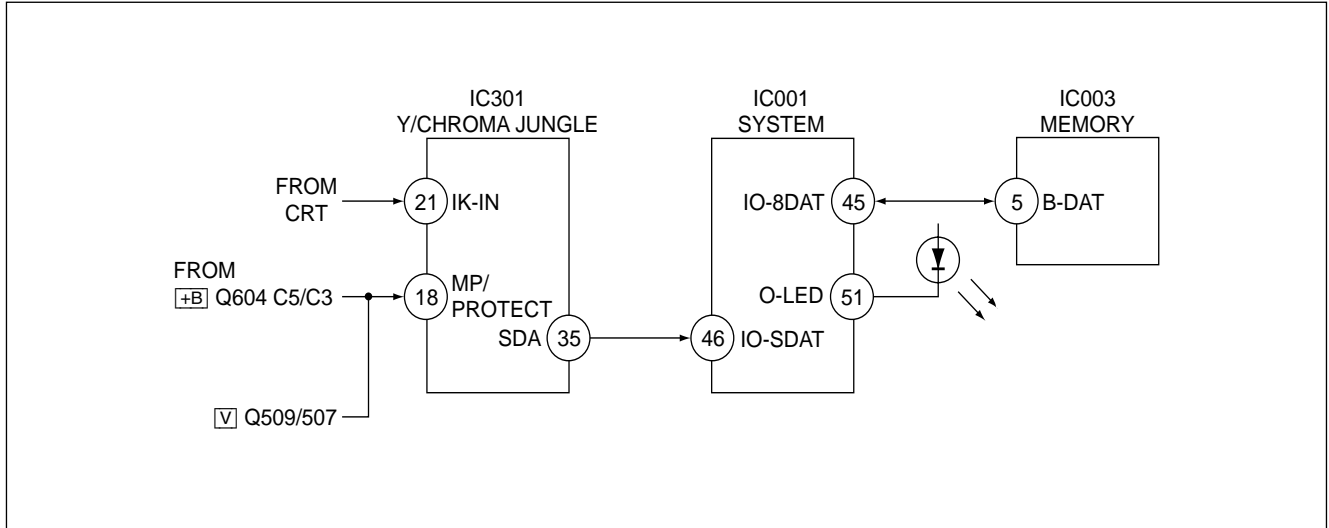 IC301
Y/CHROMA JUNGLE
IC001
SYSTEM
IC003
MEMORY
FROM
CRT
21 IK-IN
FROM
+B Q604 C5/C3
18 MP/
PROTECT
SDA 35
V Q509/507
46 IO-SDAT
IO-8DAT 45
O-LED 51
5 B-DAT